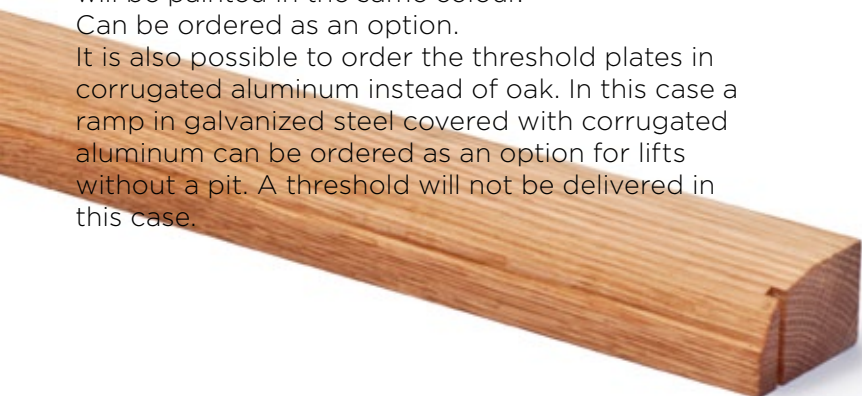 will be painted in the same colour.
Can be ordered as an option.
It is also possible to order the threshold plates in
corrugated aluminum instead of oak. In this case a
ramp in galvanized steel covered with corrugated
aluminum can be ordered as an option for lifts
without a pit. A threshold will not be delivered in
this case.